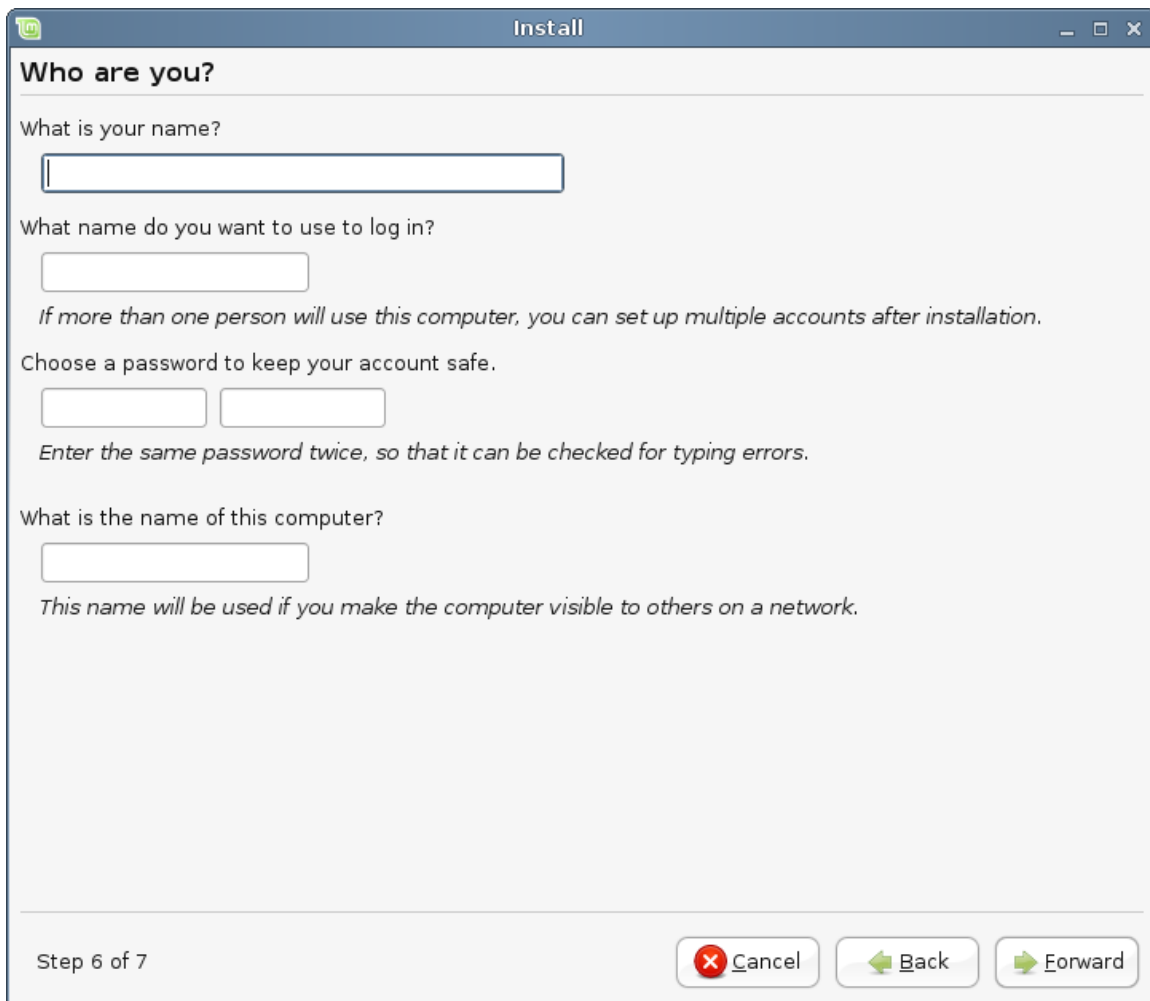 Install
Who are you?
What is your name?
What name do you want to use to log in?
If more than one person will use this computer, you can set up multiple accounts after installation.
Choose a password to keep your account safe.
Enter the same password twice, so that it can be checked for typing errors.
What is the name of this computer?
This name will be used if you make the computer visible to others on a network.
Step 6 of 7
Cancel
Back
Forward